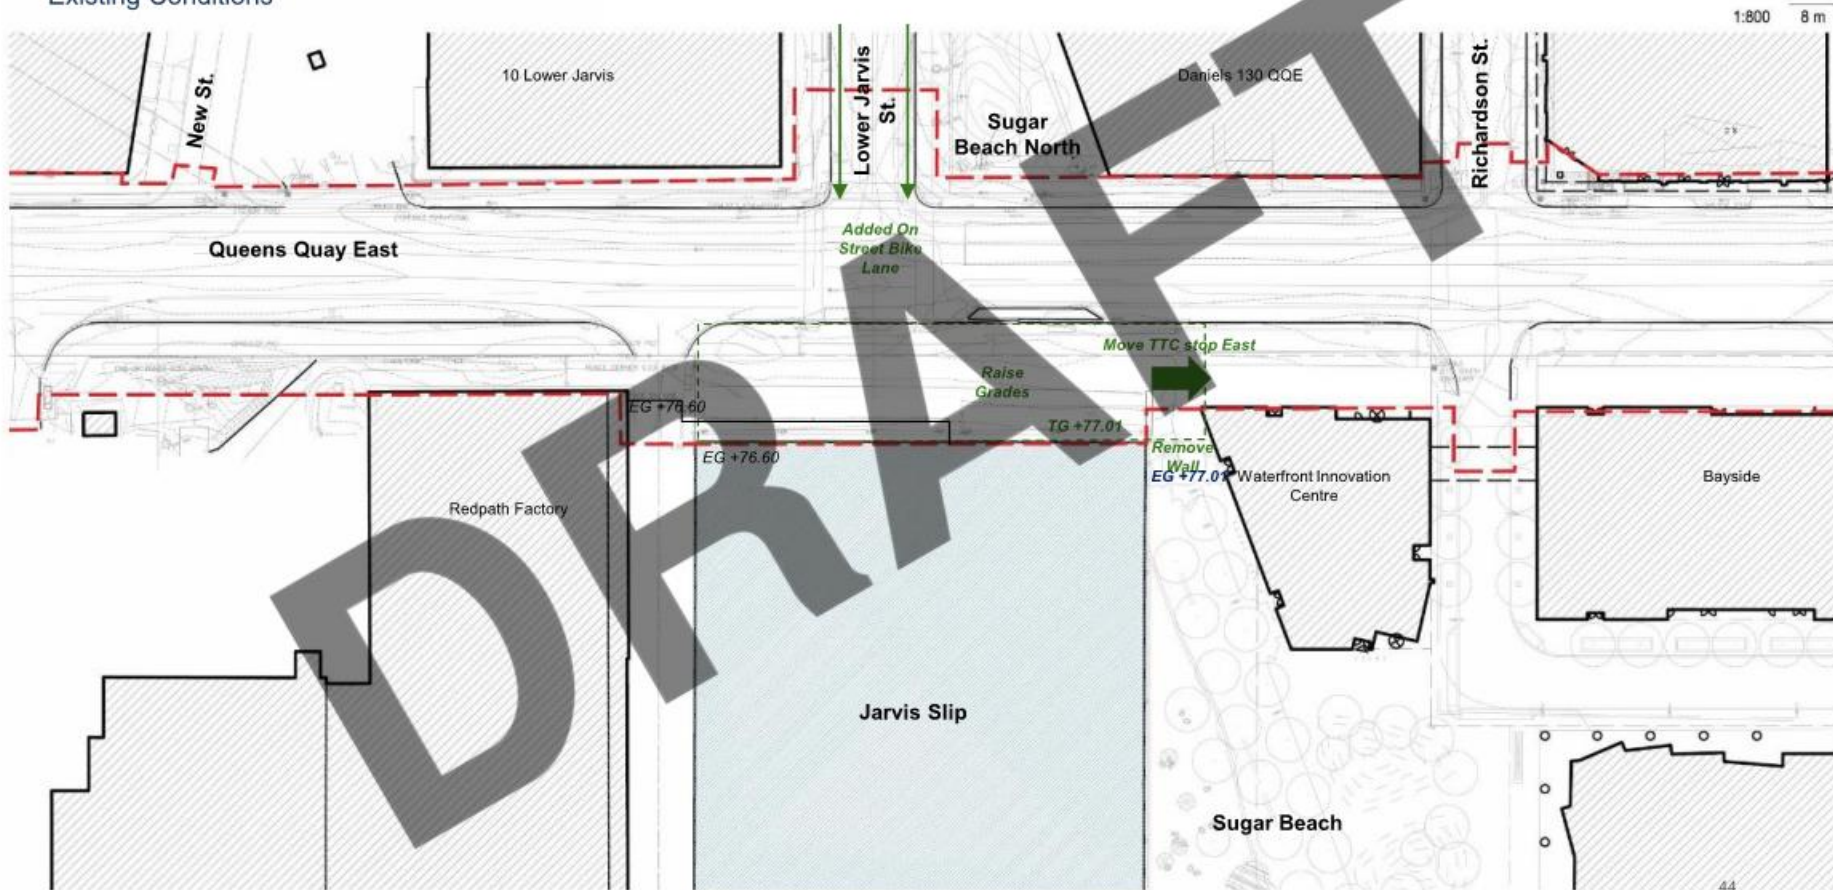 Existing Conditions
1:800 8 m
10 Lower Jarvis
Daniels 130 QQE
New St.
Lower Jarvis
St.
Richardson St.
Sugar
Beach North
Queens Quay East
Added On
Street Bike
Lane
Move TTC stop East
Raise
Grades
EG +76.60
TG +77.01
EG +76.60
Remove
Wall
EG +77.01
Waterfront Innovation
Centre
Bayside
Redpath Factory
Jarvis Slip
Sugar Beach
44
DRAFT